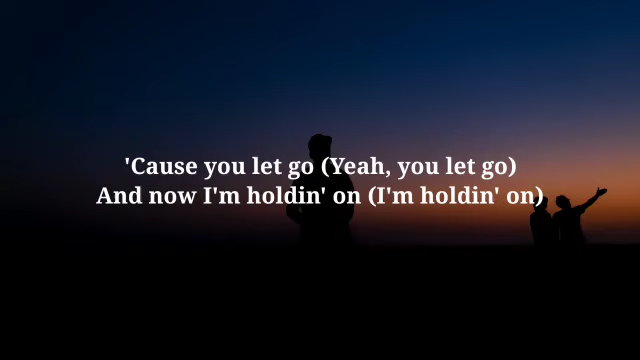 'Cause you let go (Yeah, you let go)
And now I'm holdin' on (I'm holdin' on)